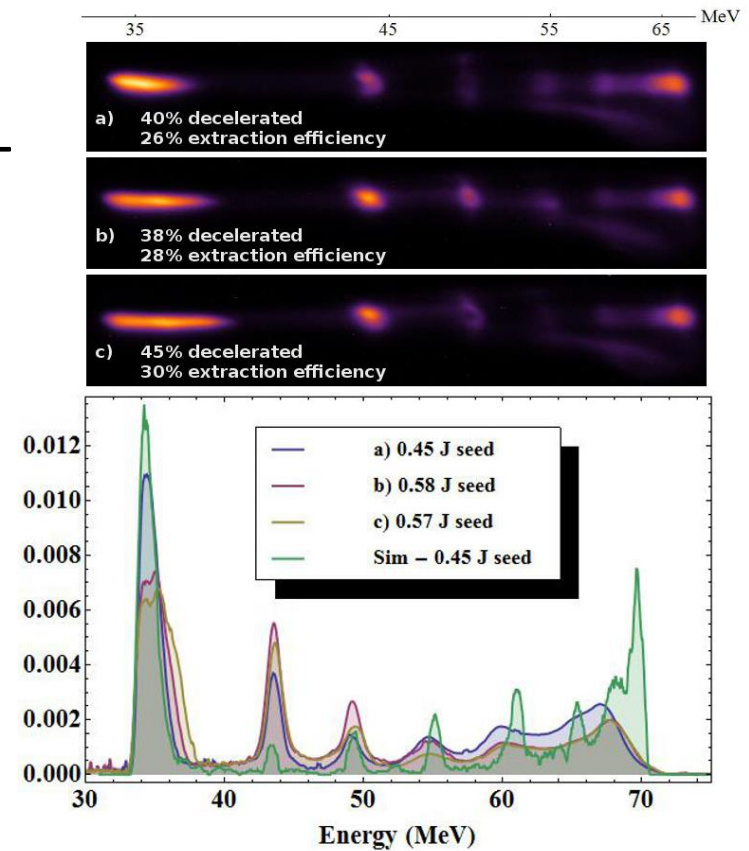 35 45 55 65 MeV
a) 40% decelerated
26% extraction efficiency
b) 38% decelerated
28% extraction efficiency
c) 45% decelerated
30% extraction efficiency
a) 0.45 J seed
b) 0.58 J seed
c) 0.57 J seed
Sim – 0.45 J seed
0.012
0.010
0.008
0.006
0.004
0.002
0.000
30 40 50 60 70
Energy (MeV)